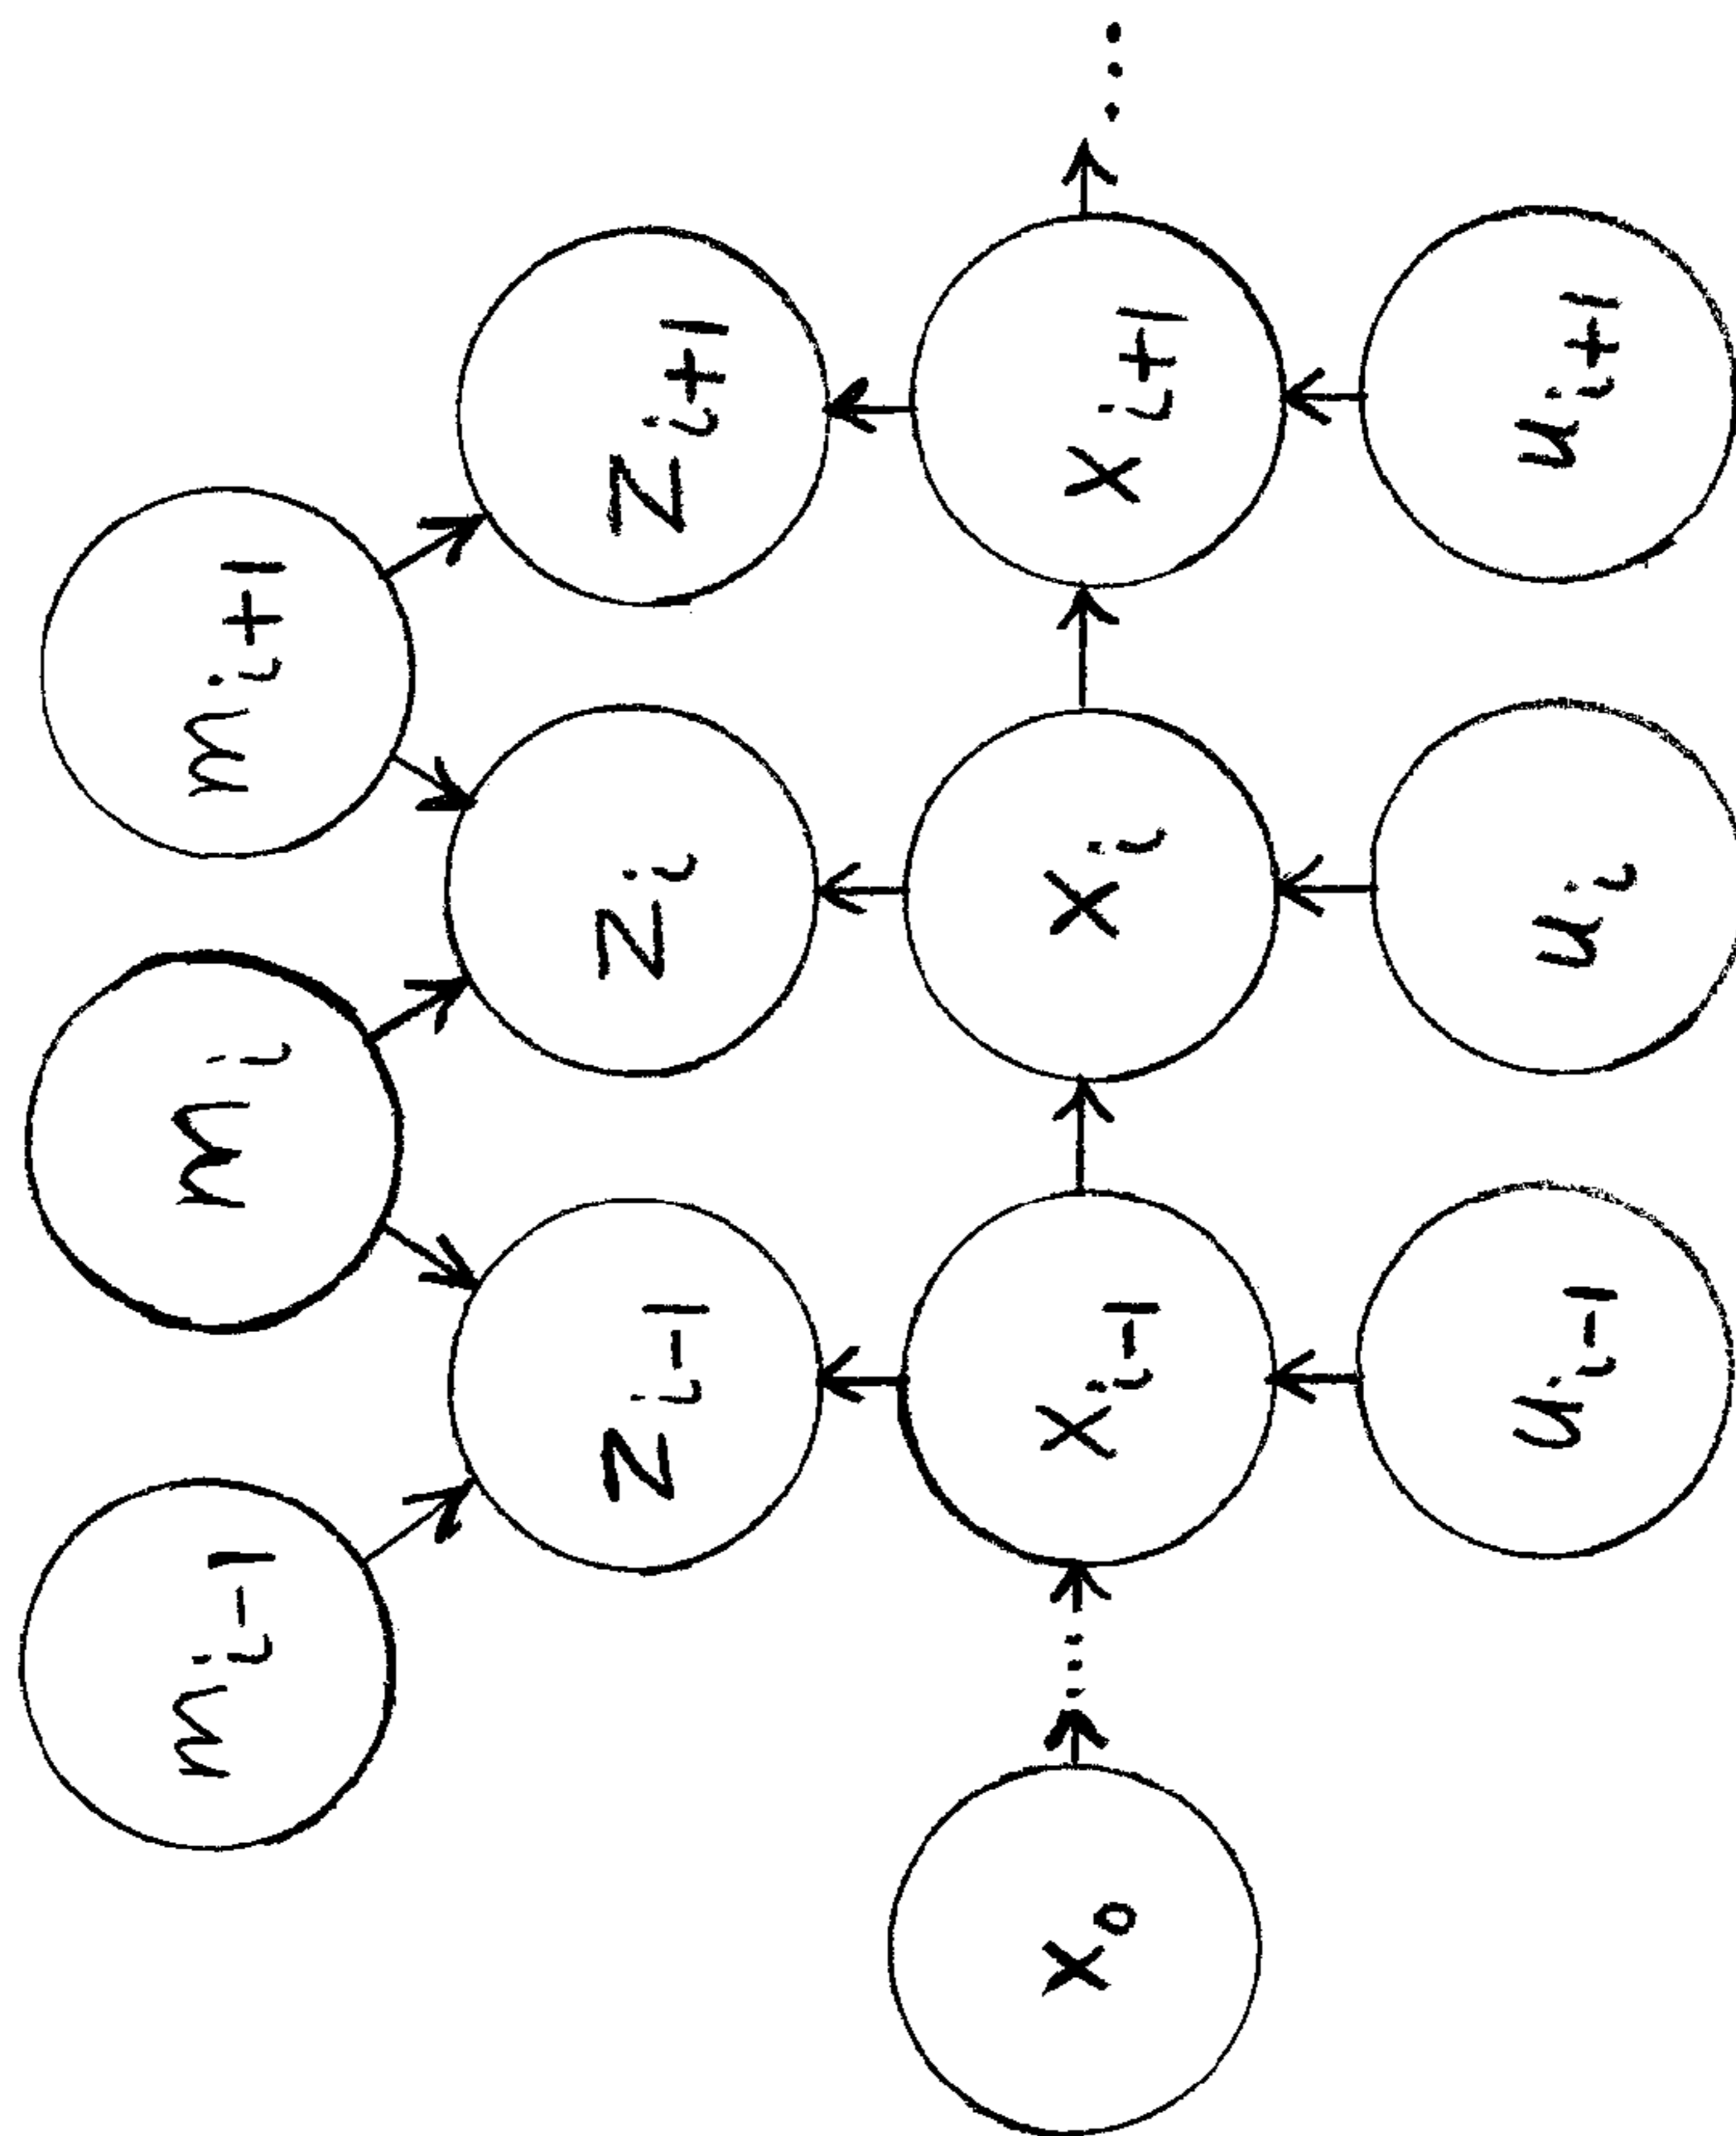 m_{i-1} m_i m_{i+1}
z_{i-1} z_i z_{i+1}
x_0 ... x_{i-1} x_i x_{i+1} ...
u_{i-1} u_i u_{i+1}